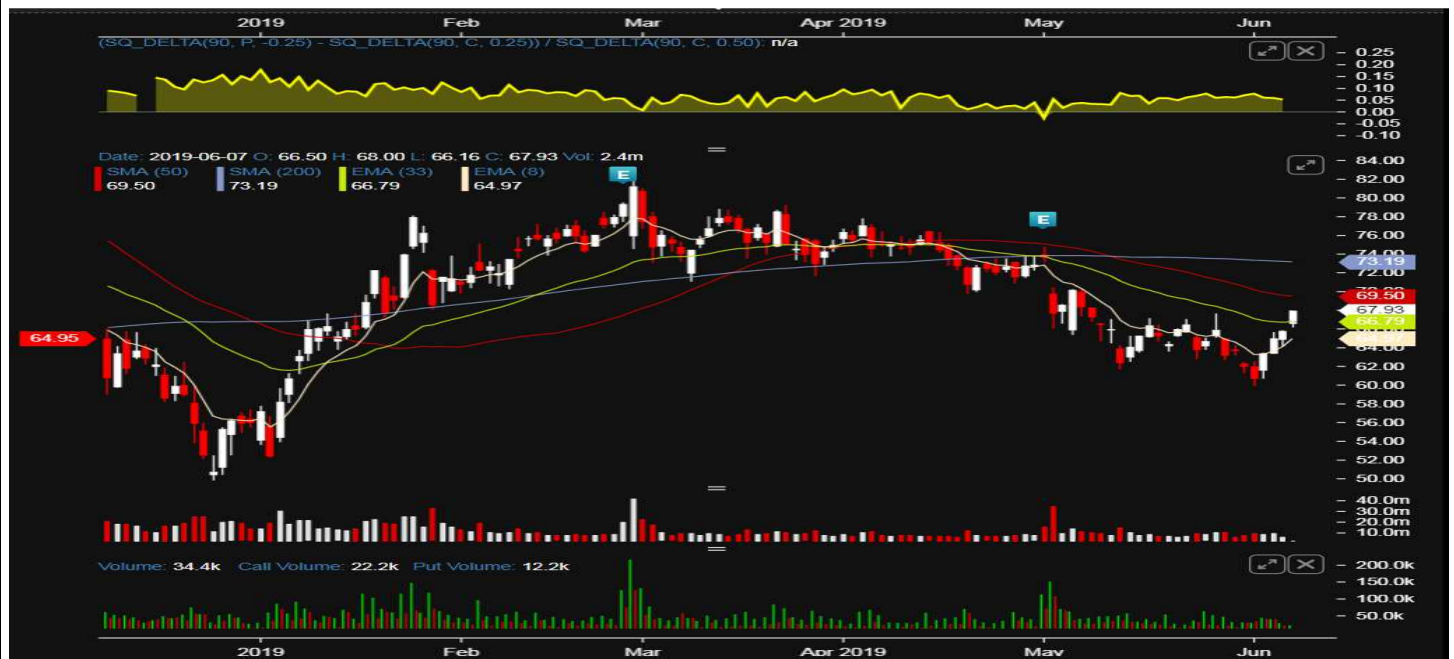 2019 Feb Mar Apr 2019 May Jun
(SQ_DELTA(90, P, -0.25) - SQ_DELTA(90, C, 0.25)) / SQ_DELTA(90, C, 0.50): n/a
0.25
0.20
0.15
0.10
0.05
0.00
-0.05
-0.10
Date: 2019-06-07 O: 66.50 H: 68.00 L: 66.16 C: 67.93 Vol: 2.4m
SMA (50) SMA (200) EMA (33) EMA (8)
69.50 73.19 66.79 64.97
E
E
84.00
82.00
80.00
78.00
76.00
74.00
73.19
72.00
69.50
67.93
66.79
64.95
64.00
62.00
60.00
58.00
56.00
54.00
52.00
50.00
40.0m
30.0m
20.0m
10.0m
Volume: 34.4k Call Volume: 22.2k Put Volume: 12.2k
200.0k
150.0k
100.0k
50.0k
2019 Feb Mar Apr 2019 May Jun